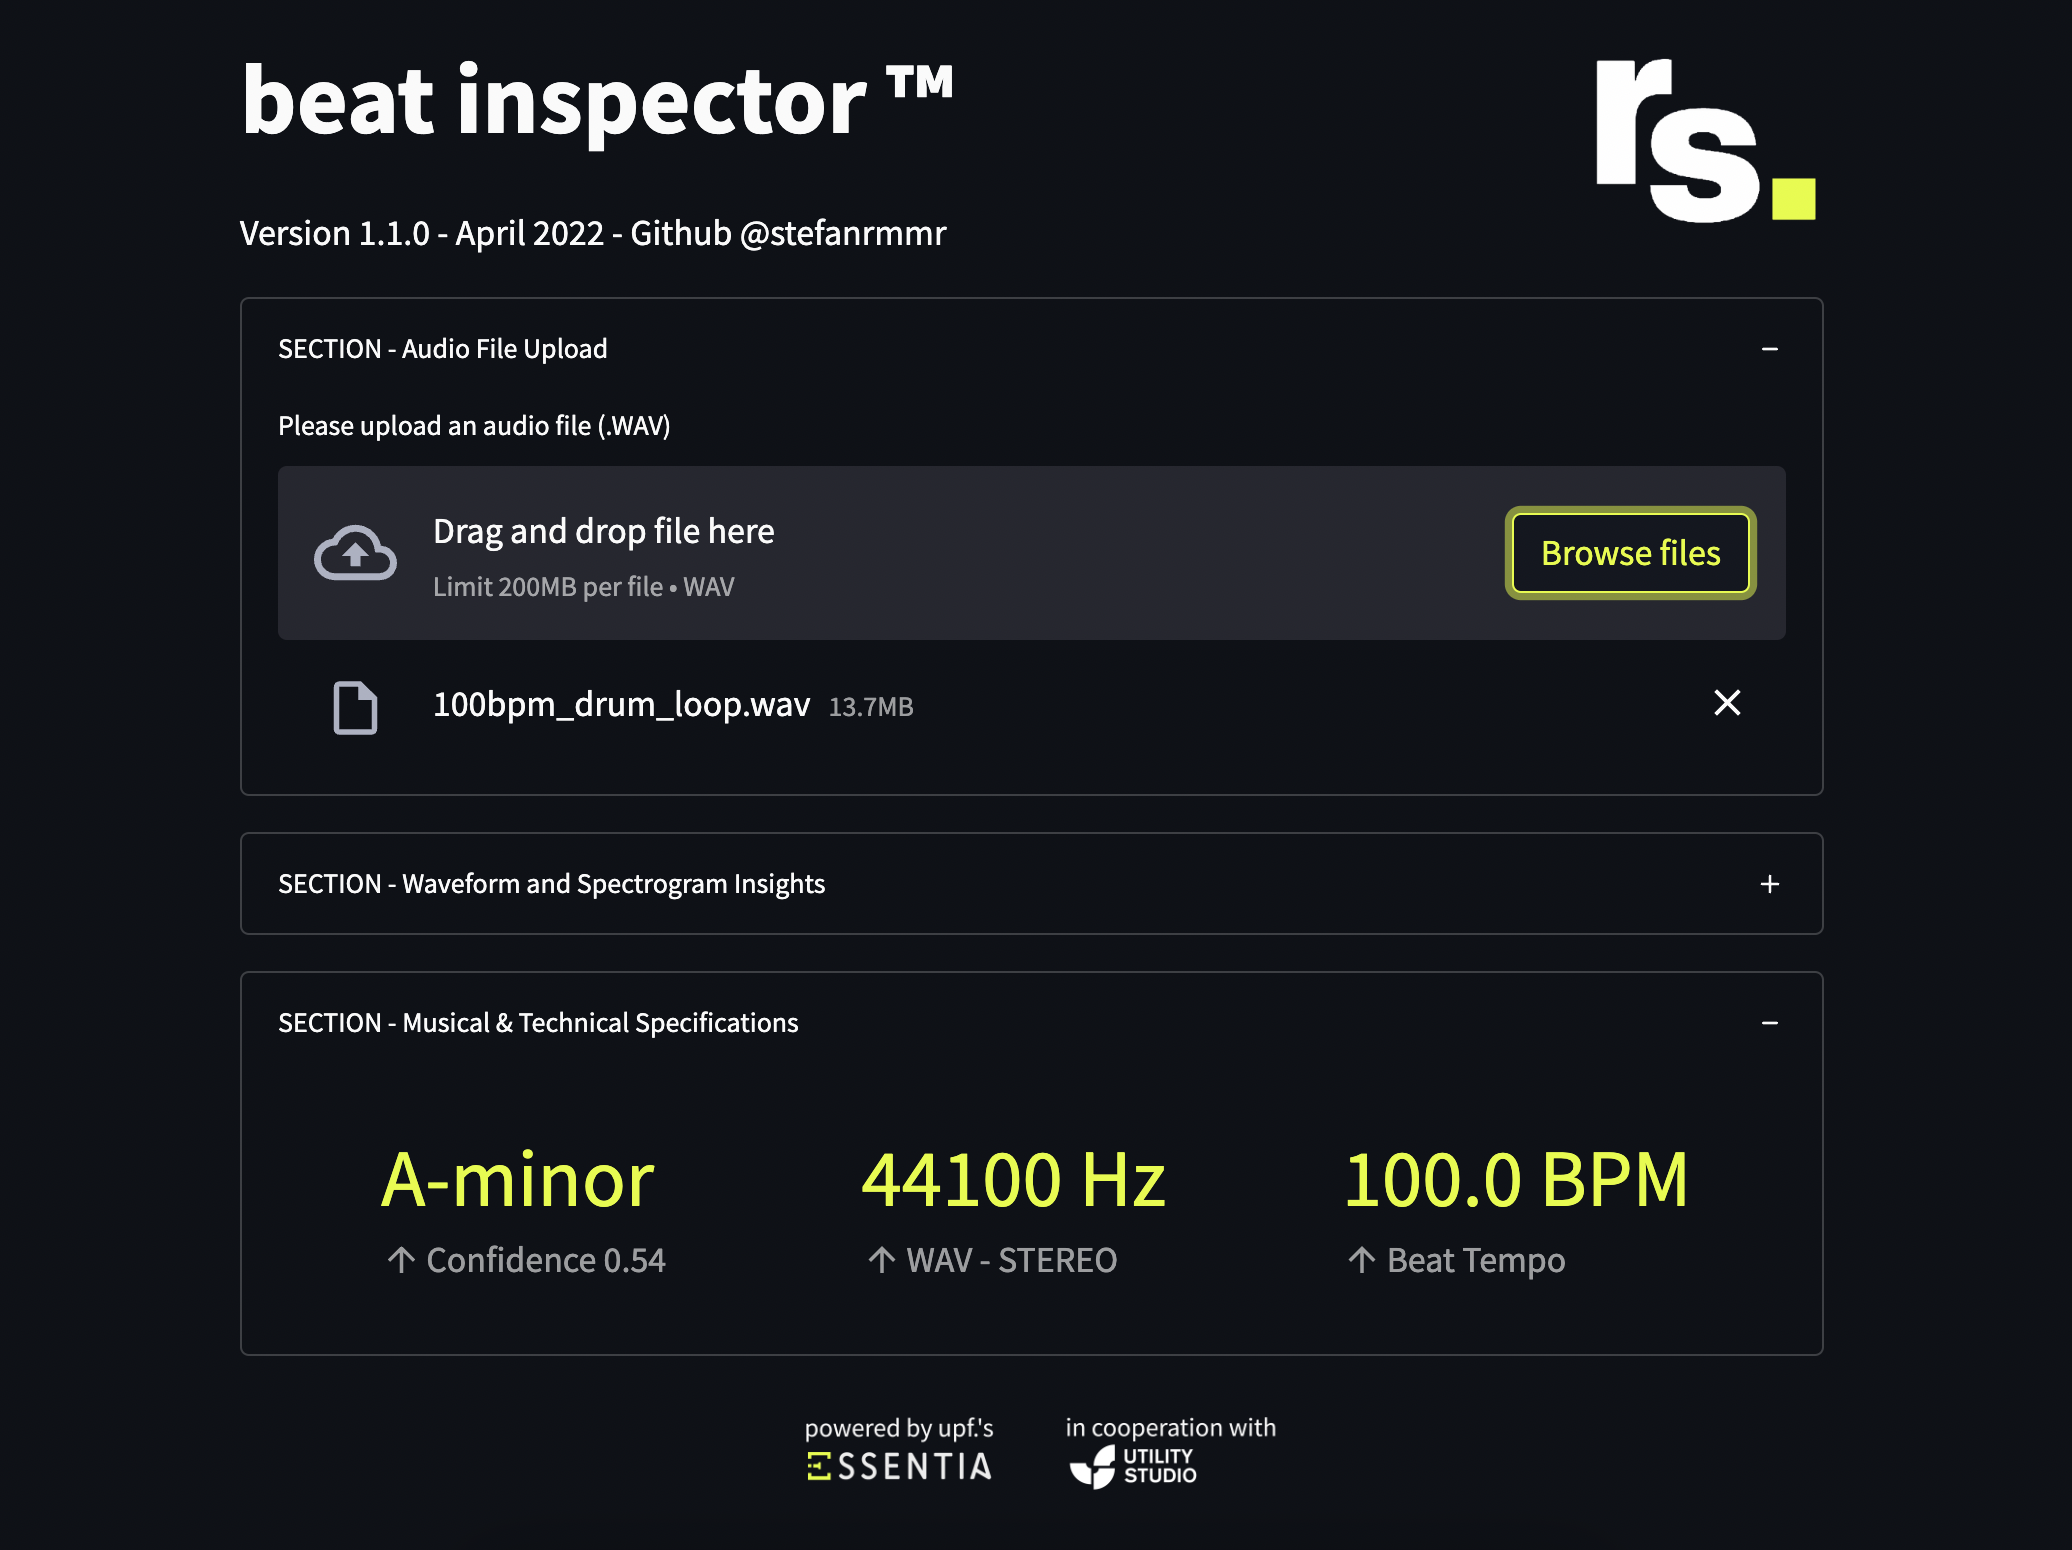 beat inspector ™
rs.
Version 1.1.0 - April 2022 - Github @stefanrmmr
SECTION - Audio File Upload
Please upload an audio file (.WAV)
Drag and drop file here
Limit 200MB per file • WAV
Browse files
100bpm_drum_loop.wav 13.7MB
SECTION - Waveform and Spectrogram Insights
SECTION - Musical & Technical Specifications
A-minor
↑ Confidence 0.54
44100 Hz
↑ WAV - STEREO
100.0 BPM
↑ Beat Tempo
powered by upf.'s
ESSENTIA
in cooperation with
UTILITY
STUDIO